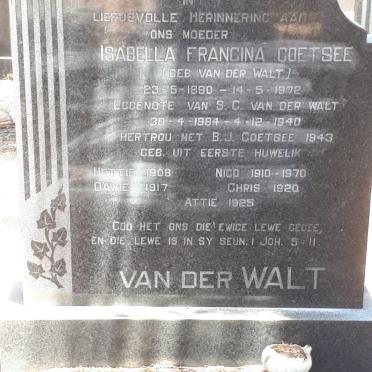 IN
LIEFDEVOLLE HERINNERING AAN
ONS MOEDER
ISABELLA FRANCINA COETSEE
(GEB VAN DER WALT)
23-5-1890 - 14-5-1972
EGGENOTE VAN S.C. VAN DER WALT
30-4-1884 - 4-12-1940
HERTROU MET B.J. COETSEE 1943
GEB. UIT EERSTE HUWELIK
HETTIE 1908 NICO 1910-1970
DAWIE 1917 CHRIS 1920
ATTIE 1925
GOD HET ONS DIE EWIGE LEWE GEGEE,
EN DIE LEWE IS IN SY SEUN. I JOH. 5:11.
VAN DER WALT